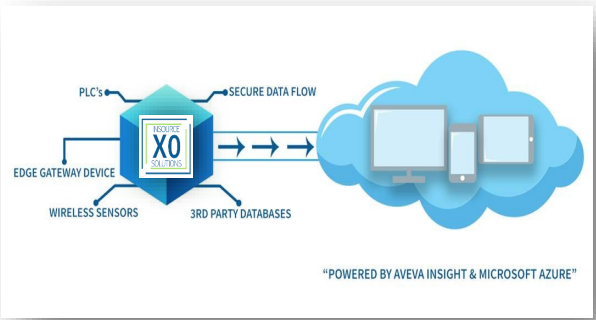 PLC's
SECURE DATA FLOW
INSOURCE
XO
SOLUTIONS
EDGE GATEWAY DEVICE
WIRELESS SENSORS
3RD PARTY DATABASES
"POWERED BY AVEVA INSIGHT & MICROSOFT AZURE"